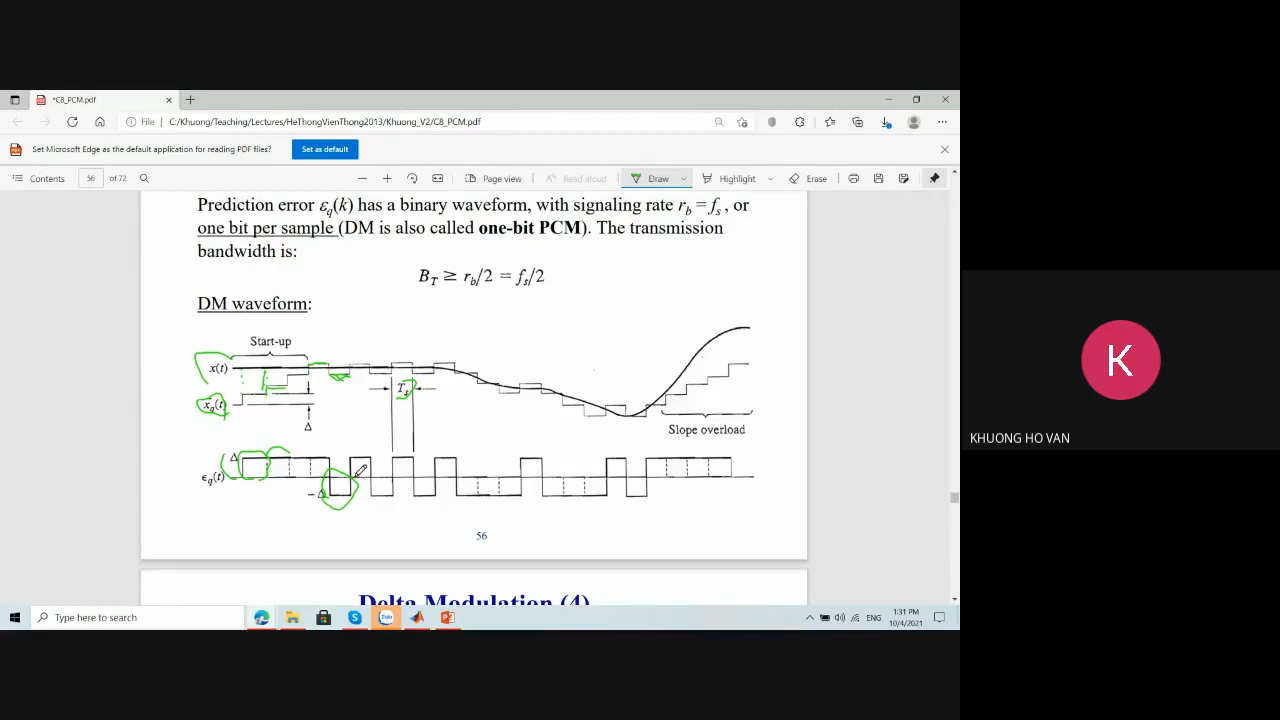 *C8_PCM.pdf
File C:/Khuong/Teaching/Lectures/HeThongVienThong2013/Khuong_V2/C8_PCM.pdf
Set Microsoft Edge as the default application for reading PDF files? Set as default
Contents 56 of 72 Page view Read aloud Draw Highlight Erase
Prediction error ϵq(k) has a binary waveform, with signaling rate rb = fs, or
one bit per sample (DM is also called one-bit PCM). The transmission
bandwidth is:
BT ≥ rb/2 = fs/2
DM waveform:
Start-up
x(t)
Ts
xq(t)
Δ
Slope overload
Δ
ϵq(t)
−Δ
56
Delta Modulation (4)
K
KHUONG HO VAN
Type here to search
Zalo
ENG
1:31 PM
10/4/2021